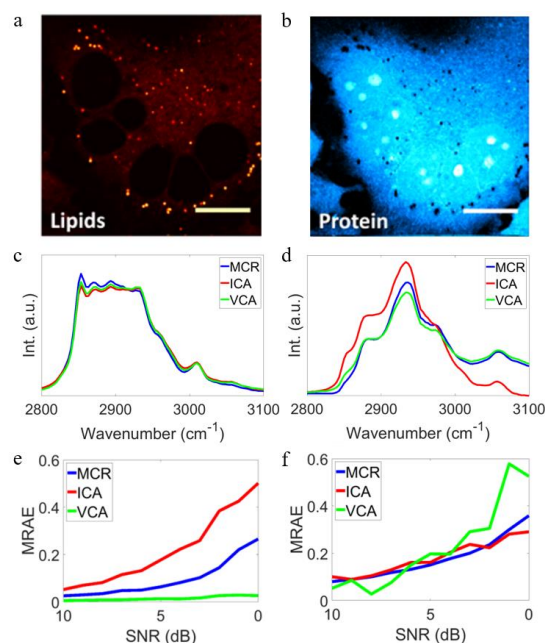 a
b
Lipids
Protein
c
d
Int. (a.u.)
MCR
ICA
VCA
2800 2900 3000 3100
Wavenumber (cm⁻¹)
MCR
ICA
VCA
2800 2900 3000 3100
Wavenumber (cm⁻¹)
e
f
MRAE
0.6
0.4
0.2
0
MCR
ICA
VCA
10 5 0
SNR (dB)
0.6
0.4
0.2
0
MCR
ICA
VCA
10 5 0
SNR (dB)